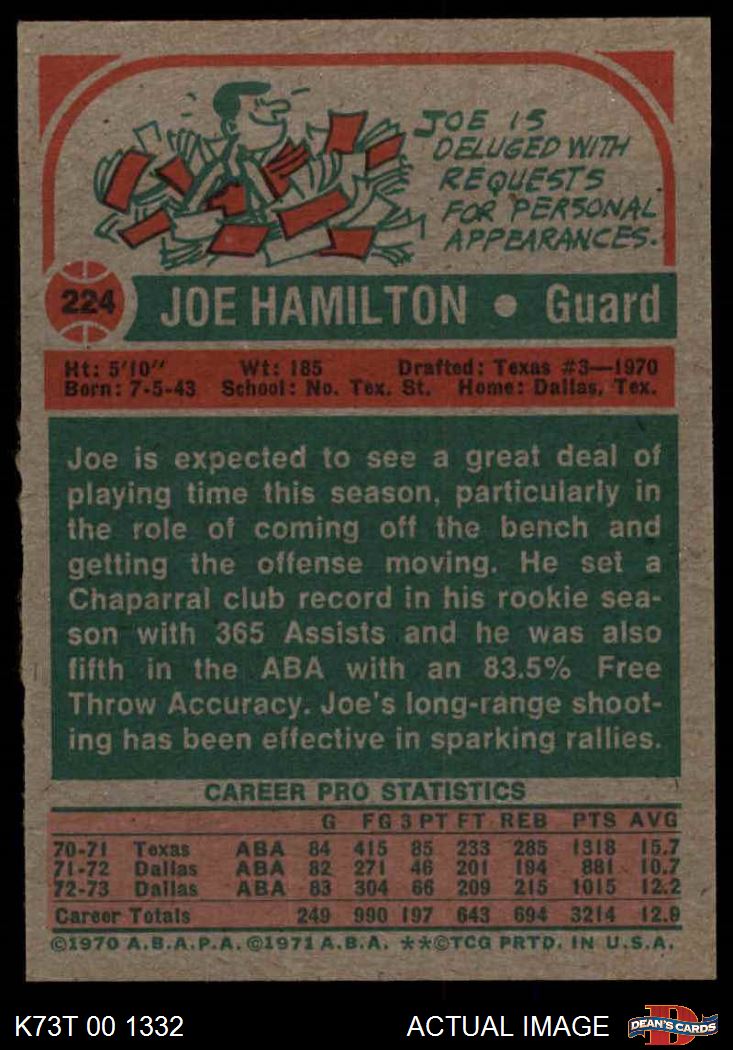 JOE IS
DELUGED WITH
REQUESTS
FOR PERSONAL
APPEARANCES.
224 JOE HAMILTON • Guard
Ht: 5'10" Wt: 185 Drafted: Texas #3—1970
Born: 7-5-43 School: No. Tex. St. Home: Dallas, Tex.
Joe is expected to see a great deal of
playing time this season, particularly in
the role of coming off the bench and
getting the offense moving. He set a
Chaparral club record in his rookie sea-
son with 365 Assists and he was also
fifth in the ABA with an 83.5% Free
Throw Accuracy. Joe's long-range shoot-
ing has been effective in sparking rallies.
CAREER PRO STATISTICS
G FG 3 PT FT REB PTS AVG
70-71 Texas ABA 84 415 85 233 285 1318 15.7
71-72 Dallas ABA 82 271 46 201 194 881 10.7
72-73 Dallas ABA 83 304 66 209 215 1015 12.2
Career Totals 249 990 197 643 694 3214 12.9
©1970 A.B.A.P.A. ©1971 A.B.A. **©TCG PRTD. IN U.S.A.
K73T 00 1332 ACTUAL IMAGE D DEAN'S CARDS